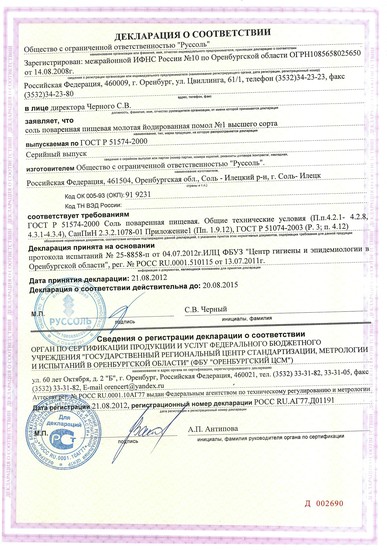 ДЕКЛАРАЦИЯ О СООТВЕТСТВИИ
Общество с ограниченной ответственностью "Руссоль"
Зарегистрирован: межрайонной ИФНС России №10 по Оренбургской области ОГРН1085658025650
от 14.08.2008г.
Российская Федерация, 460009, г. Оренбург, ул. Цвиллинга, 61/1, телефон (3532)34-23-23, факс
(3532)34-23-80
адрес, телефон, факс
в лице директора Черного С.В.
заявляет, что
соль поваренная пищевая молотая йодированная помол №1 высшего сорта
выпускаемая по ГОСТ Р 51574-2000
Серийный выпуск
изготовителем Общество с ограниченной ответственностью "Руссоль".
Российская Федерация, 461504, Оренбургская обл., Соль - Илецкий р-н, г. Соль- Илецк
Код ОК 005-93 (ОКП) 91 9231
Код ТН ВЭД России
соответствует требованиям
ГОСТ Р 51574-2000 Соль поваренная пищевая. Общие технические условия (П.п.4.2.1- 4.2.8,
4.3.1-4.3.4), СанПиН 2.3.2.1078-01 Приложение1 (Пп. 1.9.12), ГОСТ Р 51074-2003 (Р. 3; п. 4.12)
Декларация принята на основании
протокола испытаний № 25-8858-п от 04.07.2012г.ИЛЦ ФБУЗ "Центр гигиены и эпидемиологии в
Оренбургской области", рег. № РОСС RU.0001.510115 от 13.07.2011г.
Дата принятия декларации: 21.08.2012
Декларация о соответствии действительна до: 20.08.2015
С.В. Черный
подпись
инициалы, фамилия
РУССОЛЬ
Сведения о регистрации декларации о соответствии
ОРГАН ПО СЕРТИФИКАЦИИ ПРОДУКЦИИ И УСЛУГ ФЕДЕРАЛЬНОГО БЮДЖЕТНОГО
УЧРЕЖДЕНИЯ "ГОСУДАРСТВЕННЫЙ РЕГИОНАЛЬНЫЙ ЦЕНТР СТАНДАРТИЗАЦИИ, МЕТРОЛОГИИ
И ИСПЫТАНИЙ В ОРЕНБУРГСКОЙ ОБЛАСТИ" (ФБУ "ОРЕНБУРГСКИЙ ЦСМ")
ул. 60 лет Октября, д. 2 "Б", г. Оренбург, Российская Федерация, 460021, тел. (3532) 33-31-82, 33-31-05, факс
(3532) 33-31-82, E-mail orencert@yandex.ru
Аттестат рег. № РОСС RU.0001.10АГ77 выдан Федеральным агентством по техническому регулированию и метрологии
Дата регистрации 21.08.2012, регистрационный номер декларации РОСС RU.АГ77.Д01191
Для
деклараций
А.П. Антипова
подпись
инициалы, фамилия руководителя органа по сертификации
Д 002690